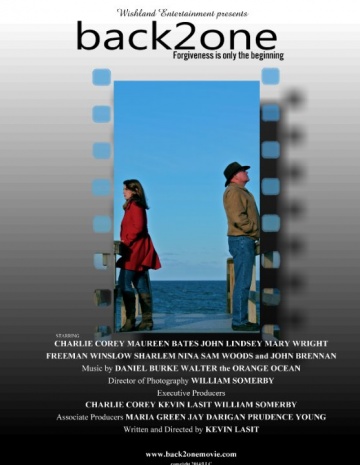 Wishland Entertainment presents
back2one
Forgiveness is only the beginning
STARRING
CHARLIE COREY MAUREEN BATES JOHN LINDSEY MARY WRIGHT
FREEMAN WINSLOW SHARLEM NINA SAM WOODS and JOHN BRENNAN
Music by DANIEL BURKE WALTER the ORANGE OCEAN
Director of Photography WILLIAM SOMERBY
Executive Producers
CHARLIE COREY KEVIN LASIT WILLIAM SOMERBY
Associate Producers MARIA GREEN JAY DARIGAN PRUDENCE YOUNG
Written and Directed by KEVIN LASIT
www.back2onemovie.com
copyright 2014 LLC